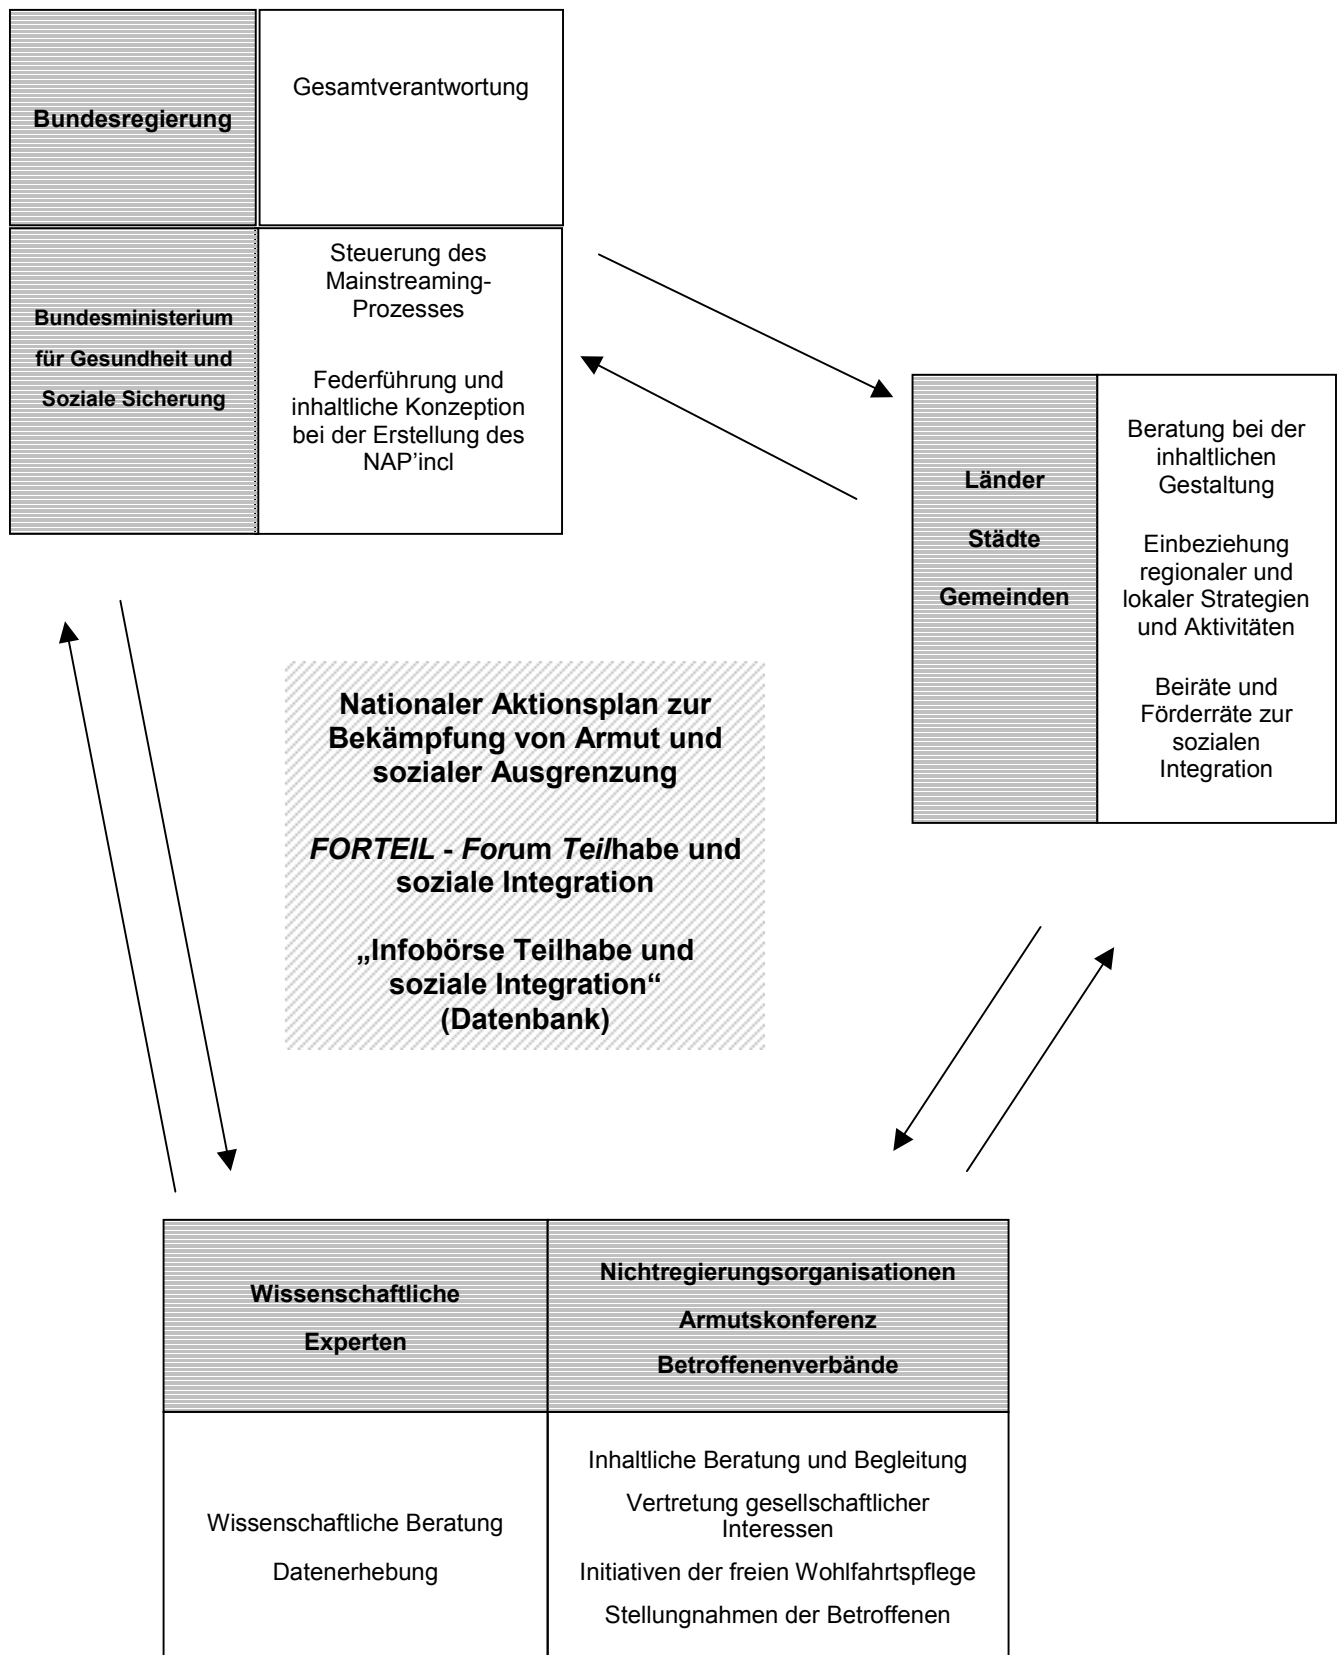 Bundesregierung
Gesamtverantwortung
Bundesministerium
für Gesundheit und
Soziale Sicherung
Steuerung des
Mainstreaming-
Prozesses
Federführung und
inhaltliche Konzeption
bei der Erstellung des
NAP’incl
Länder
Städte
Gemeinden
Beratung bei der
inhaltlichen
Gestaltung
Einbeziehung
regionaler und
lokaler Strategien
und Aktivitäten
Beiräte und
Förderräte zur
sozialen
Integration
Nationaler Aktionsplan zur
Bekämpfung von Armut und
sozialer Ausgrenzung
FORTEIL - Forum Teilhabe und
soziale Integration
„Infobörse Teilhabe und
soziale Integration“
(Datenbank)
Wissenschaftliche
Experten
Nichtregierungsorganisationen
Armutskonferenz
Betroffenenverbände
Wissenschaftliche Beratung
Datenerhebung
Inhaltliche Beratung und Begleitung
Vertretung gesellschaftlicher
Interessen
Initiativen der freien Wohlfahrtspflege
Stellungnahmen der Betroffenen